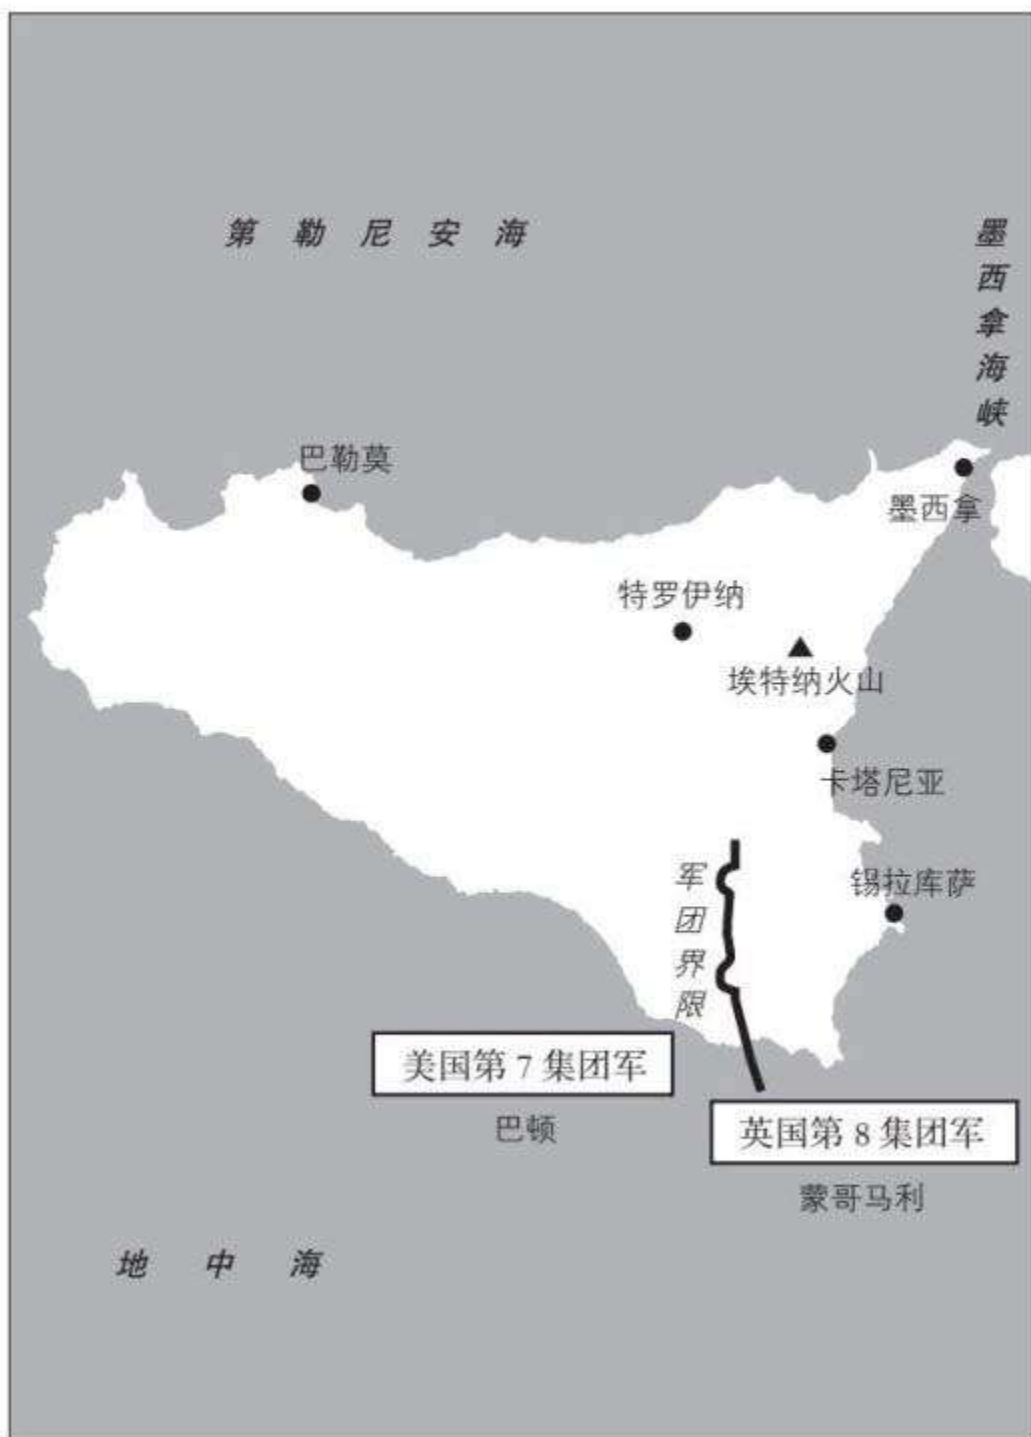 第勒尼安海
墨西拿海峡
巴勒莫
墨西拿
特罗伊纳
埃特纳火山
卡塔尼亚
锡拉库萨
军团界限
美国第7集团军
巴顿
英国第8集团军
蒙哥马利
地中海